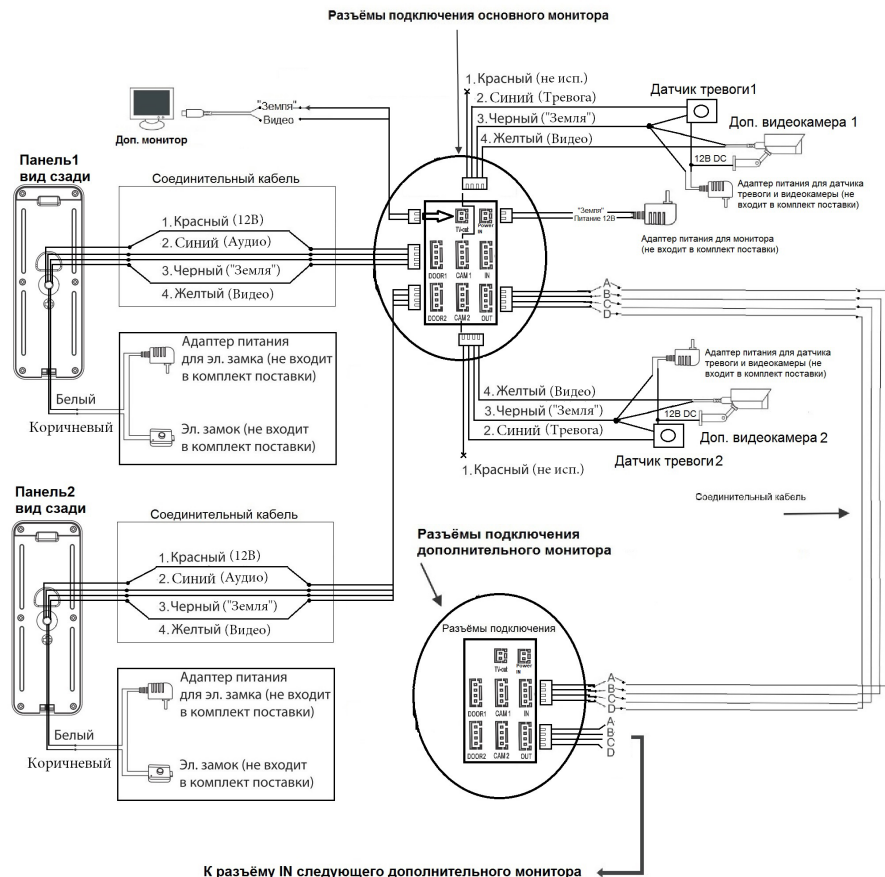 Разъёмы подключения основного монитора
1.Красный (не исп.)
2. Синий (Тревога)
3.Черный ("Земля")
4.Желтый (Видео)
Датчик тревоги1
Доп. видеокамера 1
12В DC
Адаптер питания для датчика
тревоги и видеокамеры (не
входит в комплект поставки)
"Земля"
Видео
Доп. монитор
Панель1
вид сзади
Соединительный кабель
1.Красный (12В)
2. Синий (Аудио)
3.Черный ("Земля")
4.Желтый (Видео)
TV-out
Power
IN
DOOR1
CAM 1
IN
DOOR2
CAM 2
OUT
"Земля"
Питание 12В
Адаптер питания для монитора
(не входит в комплект поставки)
A
B
C
D
Адаптер питания
для эл. замка (не входит
в комплект поставки)
Белый
Коричневый
Эл. замок (не входит
в комплект поставки)
Адаптер питания для датчика
тревоги и видеокамеры (не
входит в комплект поставки)
4.Желтый (Видео)
3.Черный ("Земля")
2. Синий (Тревога)
1.Красный (не исп.)
12В DC
Доп. видеокамера 2
Датчик тревоги2
Соединительный кабель
Панель2
вид сзади
Соединительный кабель
1.Красный (12В)
2. Синий (Аудио)
3.Черный ("Земля")
4.Желтый (Видео)
Адаптер питания
для эл. замка (не входит
в комплект поставки)
Белый
Коричневый
Эл. замок (не входит
в комплект поставки)
Разъёмы подключения
дополнительного монитора
Разъёмы подключения
TV-out
Power
IN
DOOR1
CAM 1
IN
DOOR2
CAM 2
OUT
A
B
C
D
A
B
C
D
К разъёму IN следующего дополнительного монитора